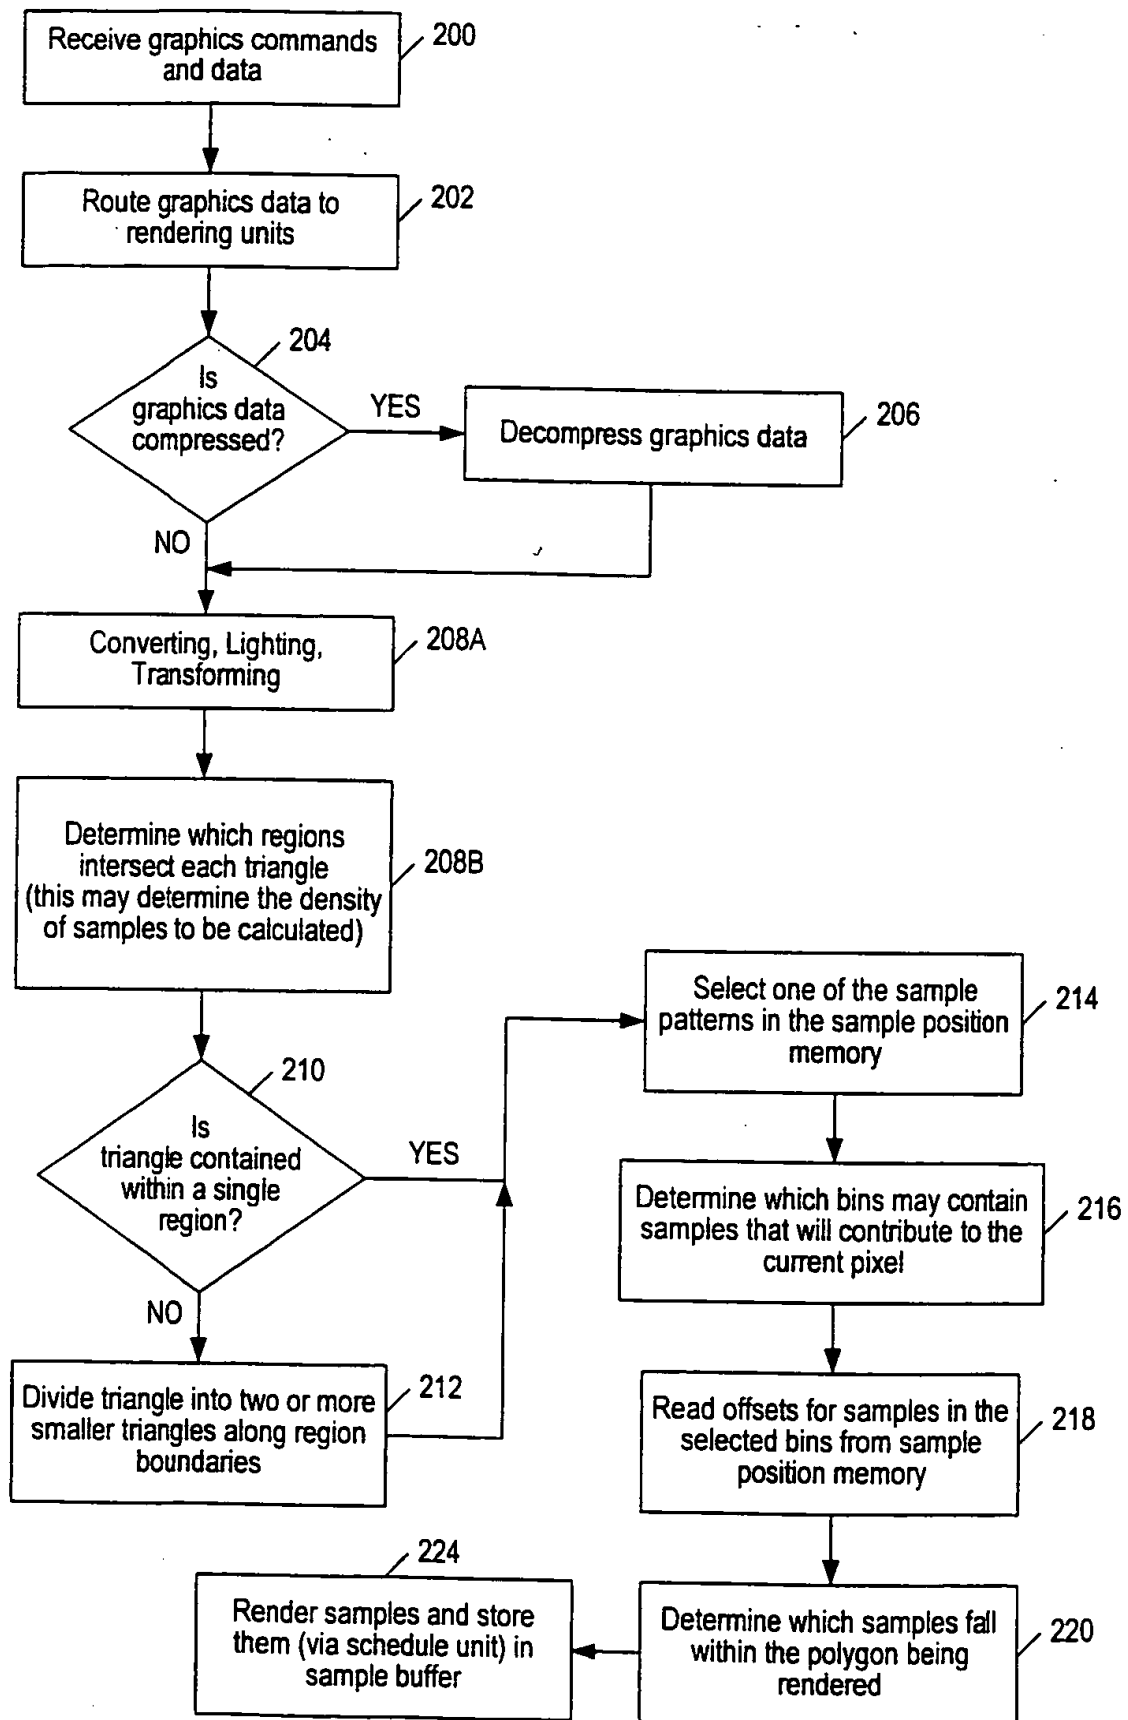 Receive graphics commands
and data
200
Route graphics data to
rendering units
202
204
Is
graphics data
compressed?
YES
NO
Decompress graphics data
206
Converting, Lighting,
Transforming
208A
Determine which regions
intersect each triangle
(this may determine the density
of samples to be calculated)
208B
210
Is
triangle contained
within a single
region?
YES
NO
Divide triangle into two or more
smaller triangles along region
boundaries
212
Select one of the sample
patterns in the sample position
memory
214
Determine which bins may contain
samples that will contribute to the
current pixel
216
Read offsets for samples in the
selected bins from sample
position memory
218
Determine which samples fall
within the polygon being
rendered
220
224
Render samples and store
them (via schedule unit) in
sample buffer